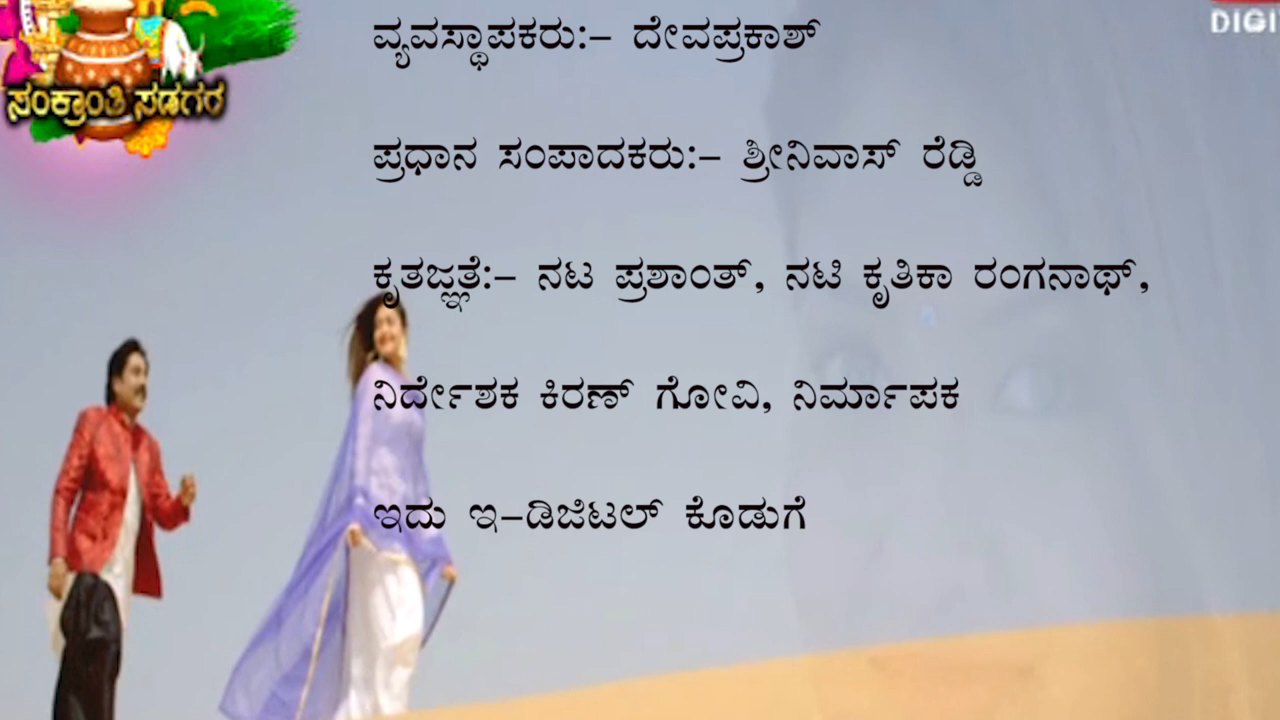 ವ್ಯವಸ್ಥಾಪಕರು:– ದೇವಪ್ರಕಾಶ್
DIGI
ಸಂಕ್ರಾಂತಿ ಸಡಗರ
ಪ್ರಧಾನ ಸಂಪಾದಕರು:– ಶ್ರೀನಿವಾಸ್ ರೆಡ್ಡಿ
ಕೃತಜ್ಞತೆ:– ನಟ ಪ್ರಶಾಂತ್, ನಟಿ ಕೃತಿಕಾ ರಂಗನಾಥ್,
ನಿರ್ದೇಶಕ ಕಿರಣ್ ಗೋವಿ, ನಿರ್ಮಾಪಕ
ಇದು ಇ–ಡಿಜಿಟಲ್ ಕೊಡುಗೆ